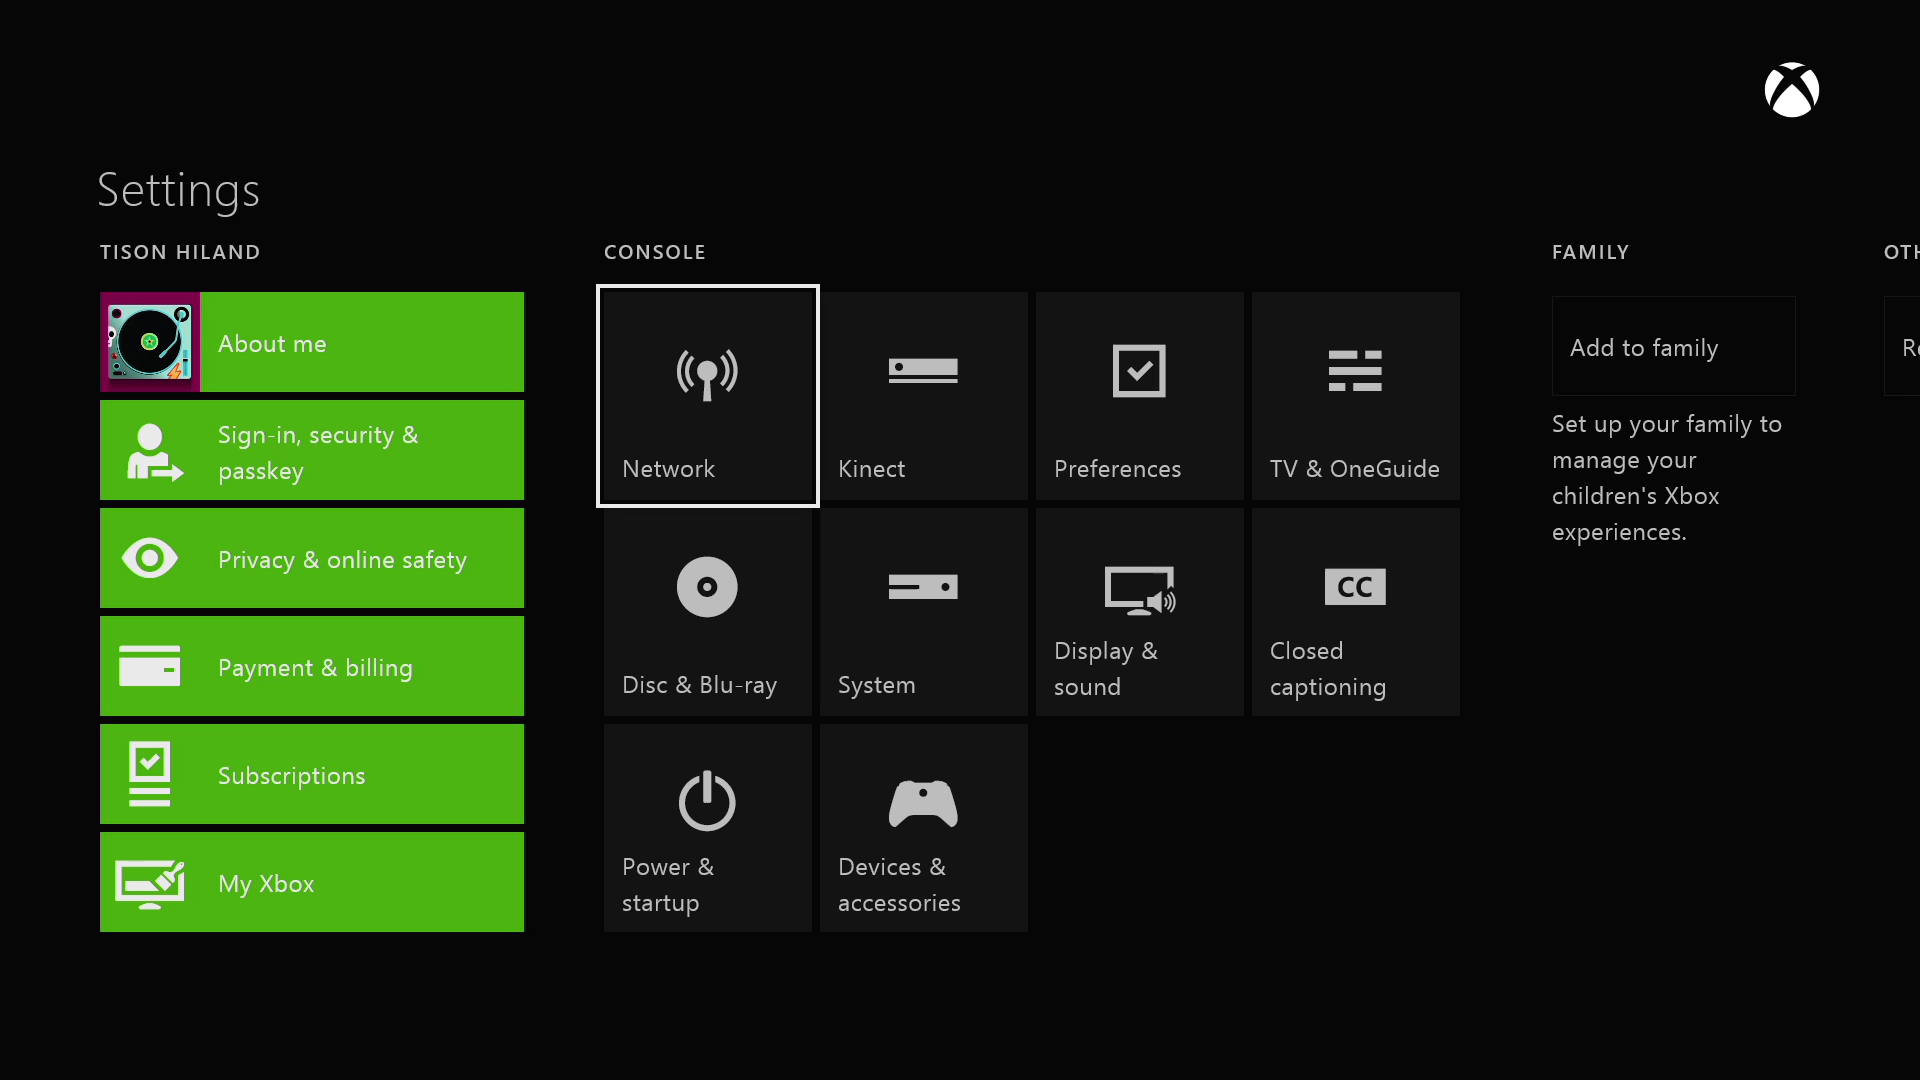 Settings
TISON HILAND
About me
Sign-in, security &
passkey
Privacy & online safety
Payment & billing
Subscriptions
My Xbox
CONSOLE
Network
Kinect
Preferences
TV & OneGuide
Disc & Blu-ray
System
Display &
sound
CC
Closed
captioning
Power &
startup
Devices &
accessories
FAMILY
Add to family
Set up your family to
manage your
children's Xbox
experiences.